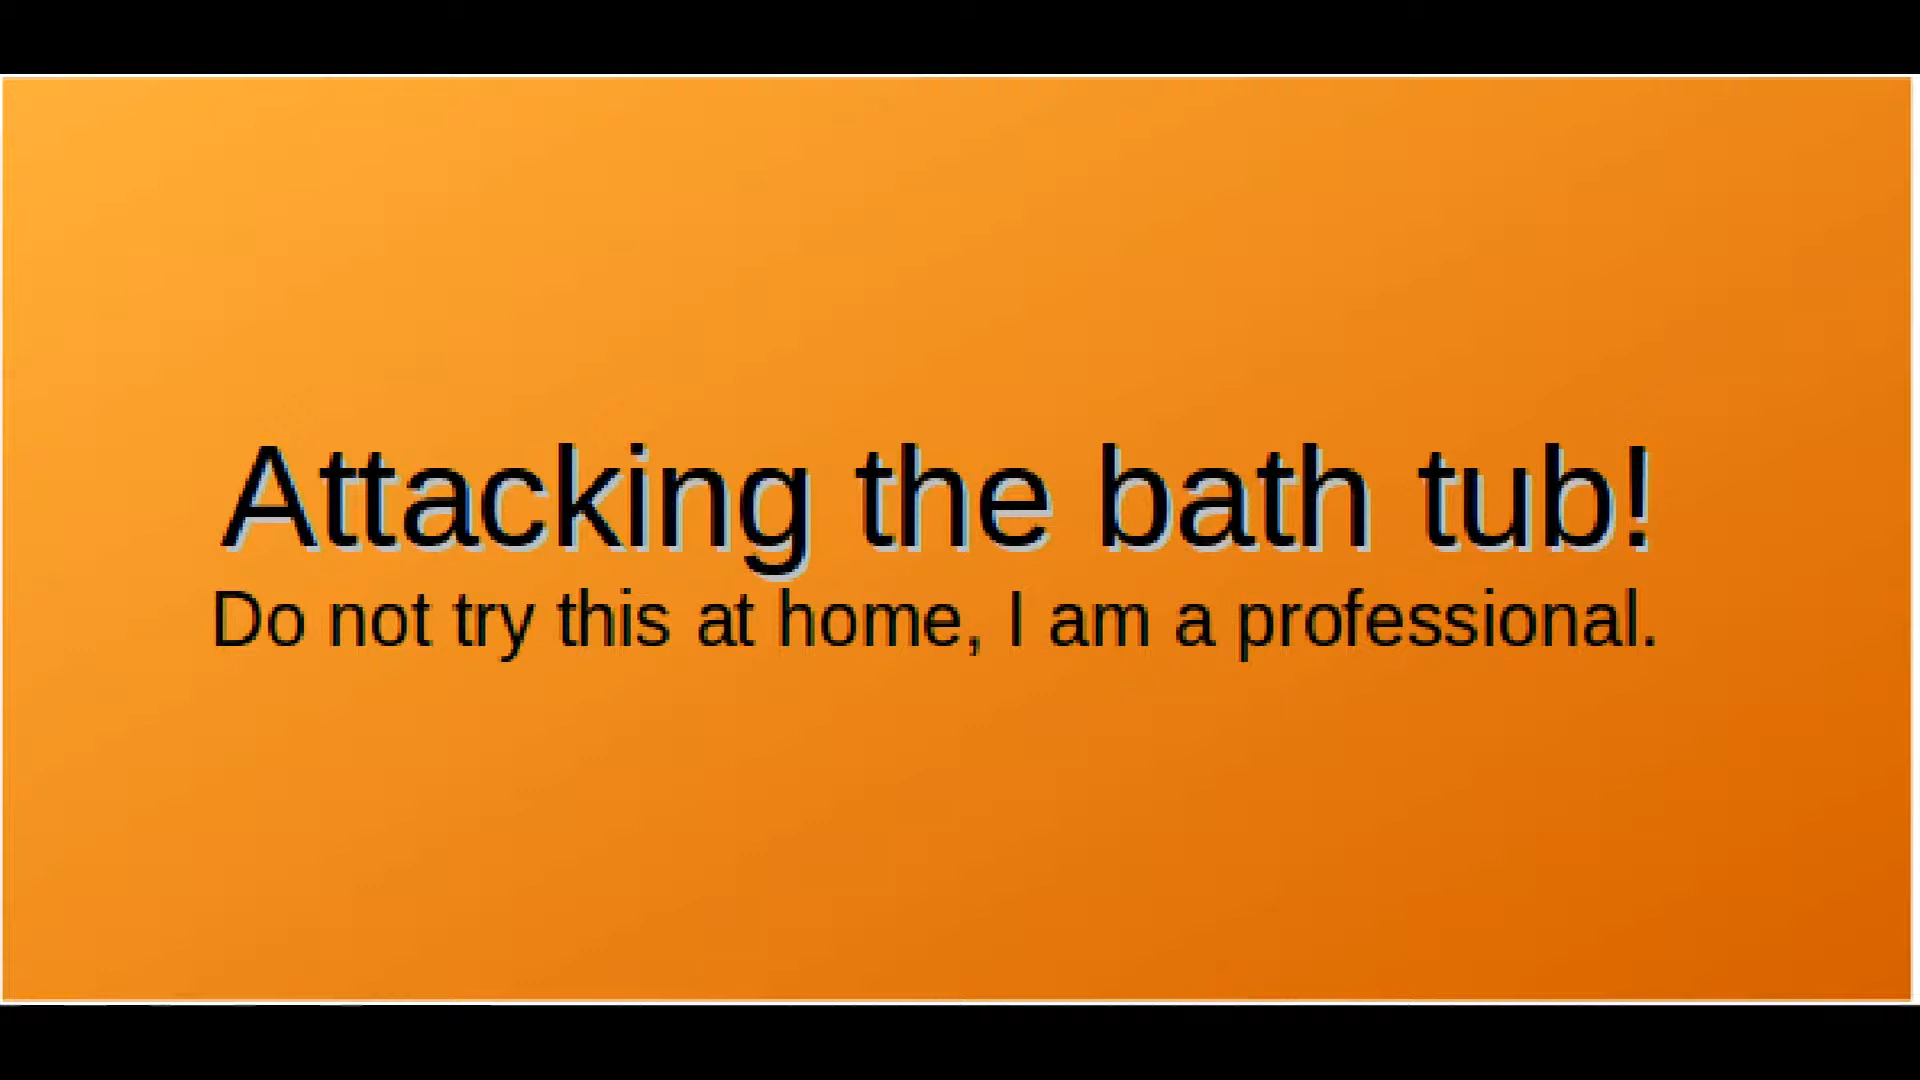 Attacking the bath tub!
Do not try this at home, I am a professional.